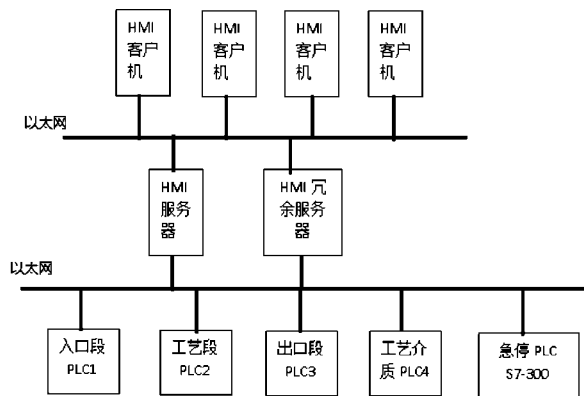 HMI
客户
机
HMI
客户
机
HMI
客户
机
HMI
客户
机
以太网
HMI
服务
器
HMI 冗
余服务
器
以太网
入口段
PLC1
工艺段
PLC2
出口段
PLC3
工艺介
质 PLC4
急停 PLC
S7-300